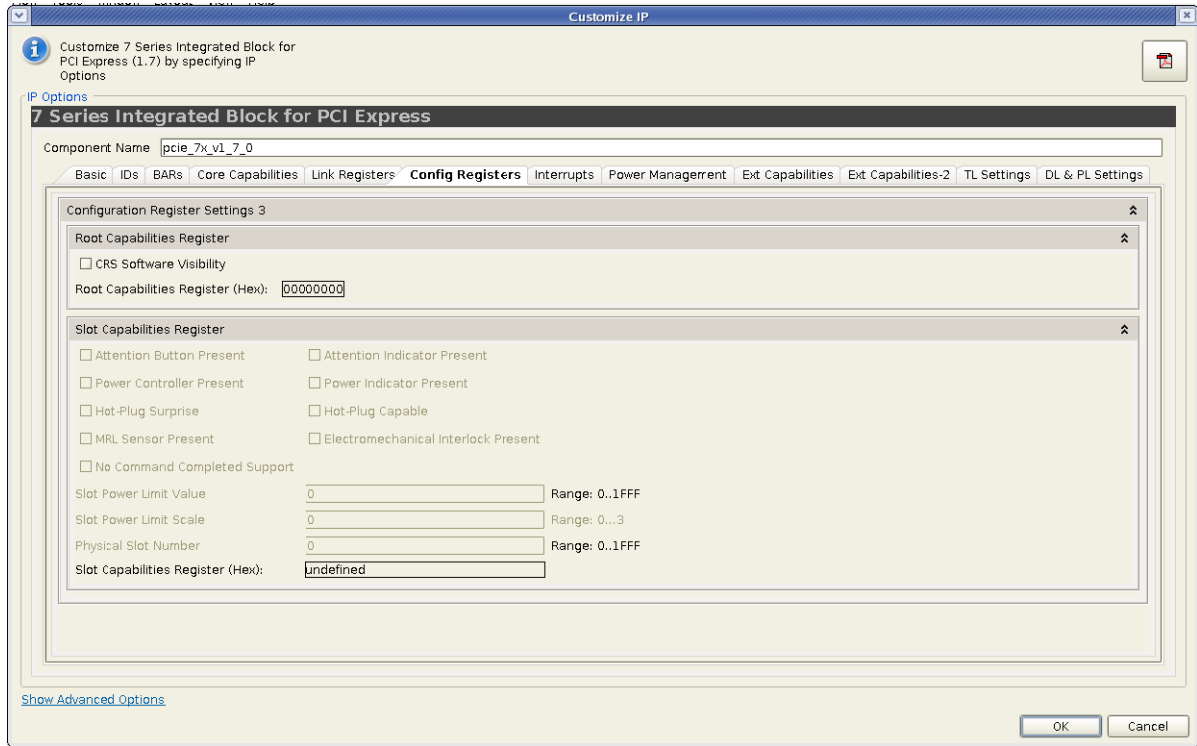 Customize IP
Customize 7 Series Integrated Block for
PCI Express (1.7) by specifying IP
Options
IP Options
7 Series Integrated Block for PCI Express
Component Name pcie_7x_v1_7_0
Basic IDs BARs Core Capabilities Link Registers Config Registers Interrupts Power Management Ext Capabilities Ext Capabilities-2 TL Settings DL & PL Settings
Configuration Register Settings 3
Root Capabilities Register
CRS Software Visibility
Root Capabilities Register (Hex): 00000000
Slot Capabilities Register
Attention Button Present Attention Indicator Present
Power Controller Present Power Indicator Present
Hot-Plug Surprise Hot-Plug Capable
MRL Sensor Present Electromechanical Interlock Present
No Command Completed Support
Slot Power Limit Value 0 Range: 0..1FFF
Slot Power Limit Scale 0 Range: 0...3
Physical Slot Number 0 Range: 0..1FFF
Slot Capabilities Register (Hex): undefined
Show Advanced Options
OK Cancel